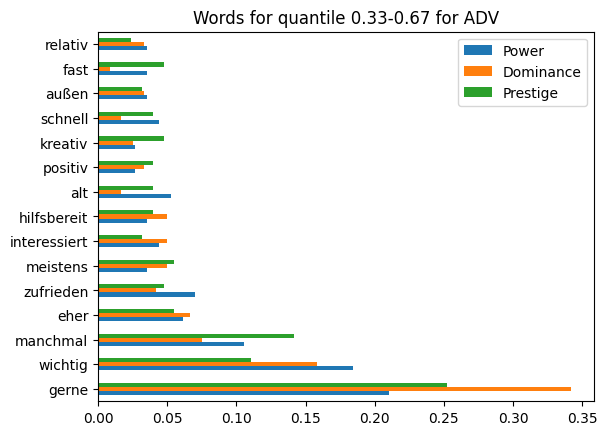 Words for quantile 0.33-0.67 for ADV
Power
Dominance
Prestige
relativ
fast
außen
schnell
kreativ
positiv
alt
hilfsbereit
interessiert
meistens
zufrieden
eher
manchmal
wichtig
gerne
0.00 0.05 0.10 0.15 0.20 0.25 0.30 0.35